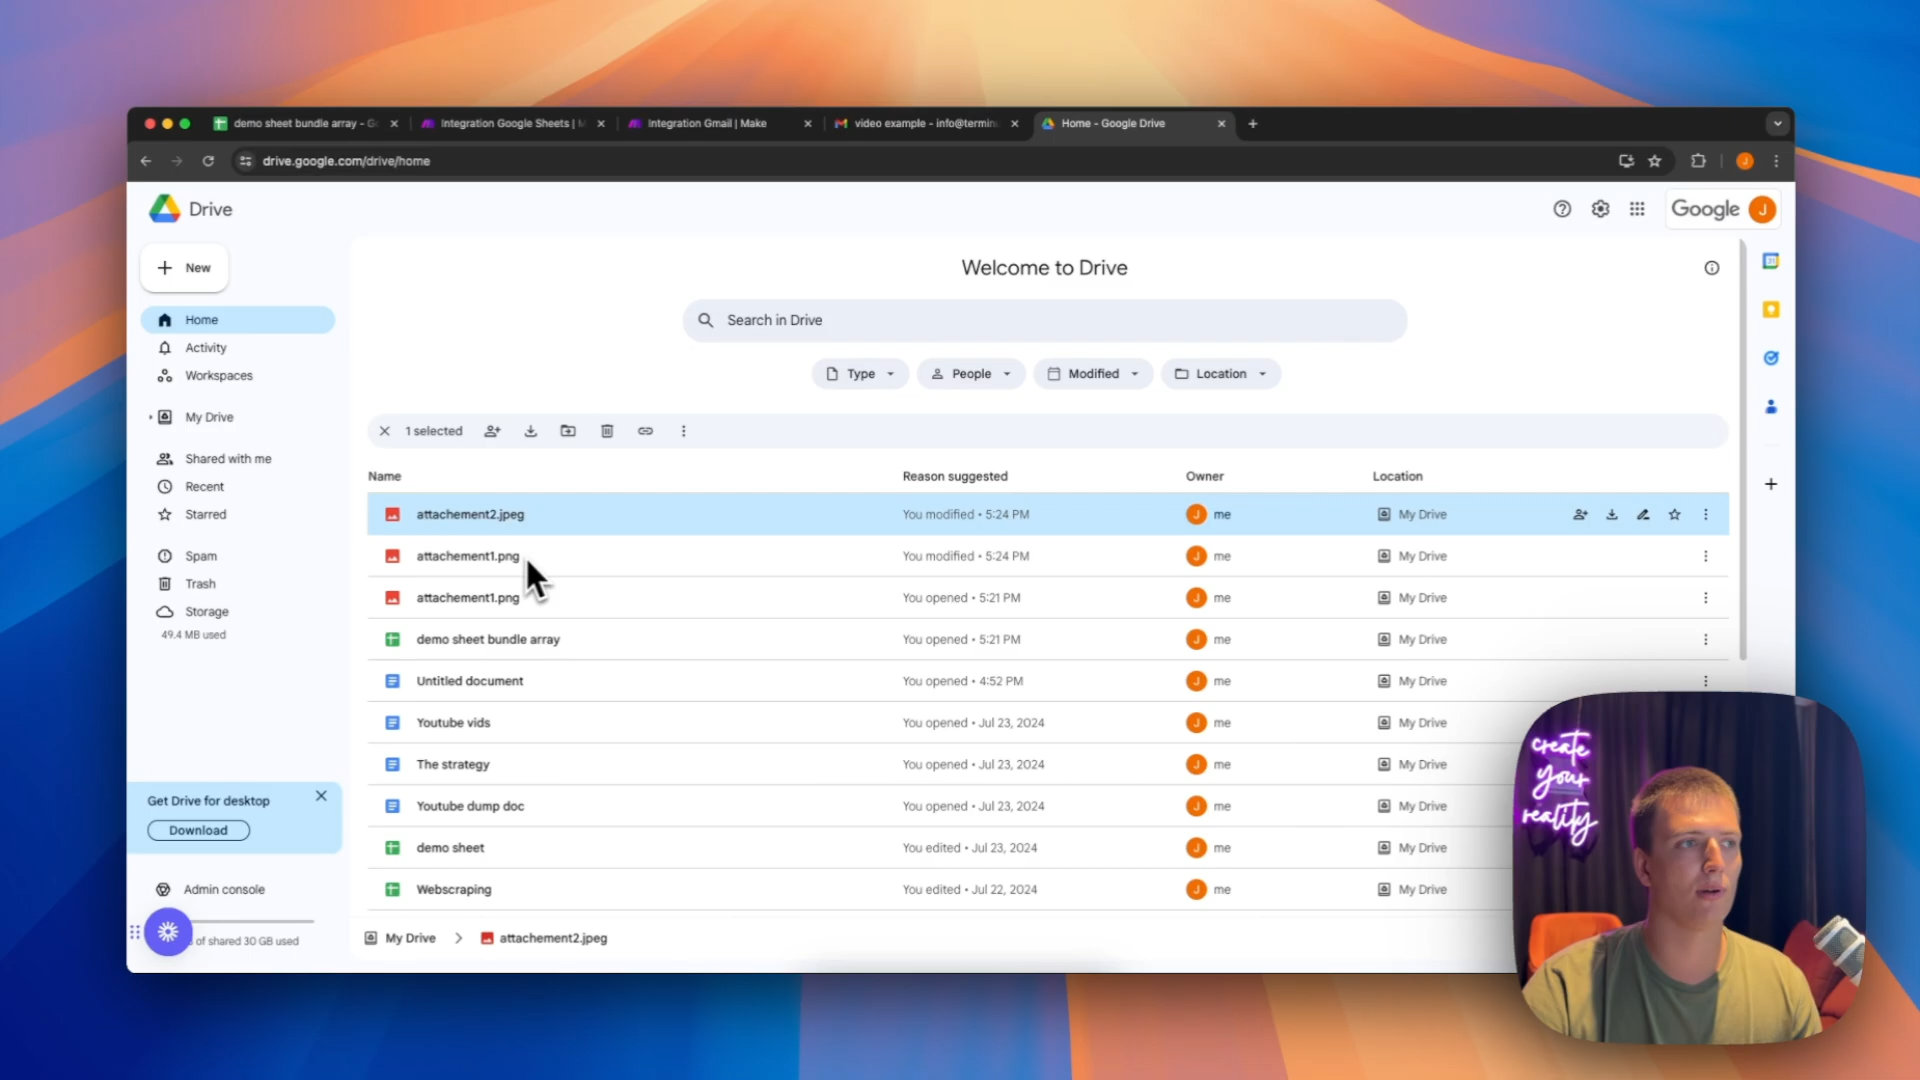 demo sheet bundle array - Go
Integration Google Sheets | M
Integration Gmail | Make
video example - info@termin
Home - Google Drive
drive.google.com/drive/home
J
Drive
Google
J
New
Welcome to Drive
Search in Drive
Home
Activity
Workspaces
My Drive
Shared with me
Recent
Starred
Spam
Trash
Storage
49.4 MB used
Type
People
Modified
Location
1 selected
Name
Reason suggested
Owner
Location
attachement2.jpeg
You modified • 5:24 PM
J
me
My Drive
attachement1.png
You modified • 5:24 PM
J
me
My Drive
attachement1.png
You opened • 5:21 PM
J
me
My Drive
demo sheet bundle array
You opened • 5:21 PM
J
me
My Drive
Untitled document
You opened • 4:52 PM
J
me
My Drive
Youtube vids
You opened • Jul 23, 2024
J
me
My Drive
The strategy
You opened • Jul 23, 2024
J
me
My Drive
Youtube dump doc
You opened • Jul 23, 2024
J
me
My Drive
demo sheet
You edited • Jul 23, 2024
J
me
My Drive
Webscraping
You edited • Jul 22, 2024
J
me
My Drive
Get Drive for desktop
Download
Admin console
of shared 30 GB used
My Drive
attachement2.jpeg
create
your
reality